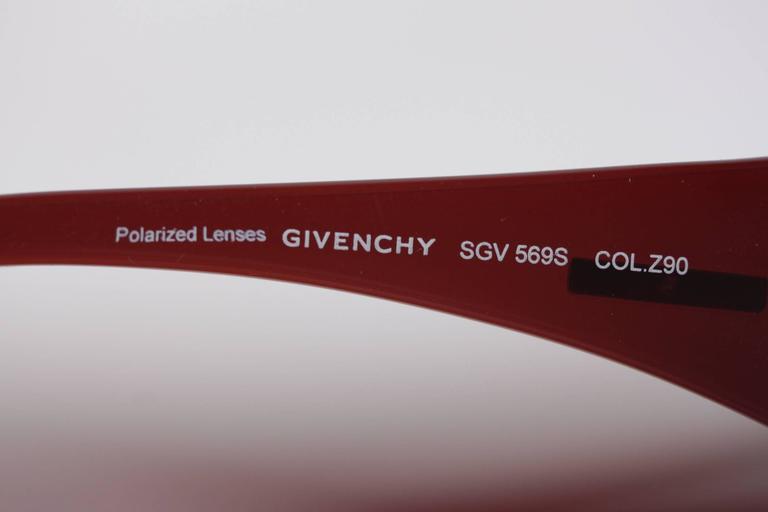 Polarized Lenses GIVENCHY SGV 569S COL.Z90